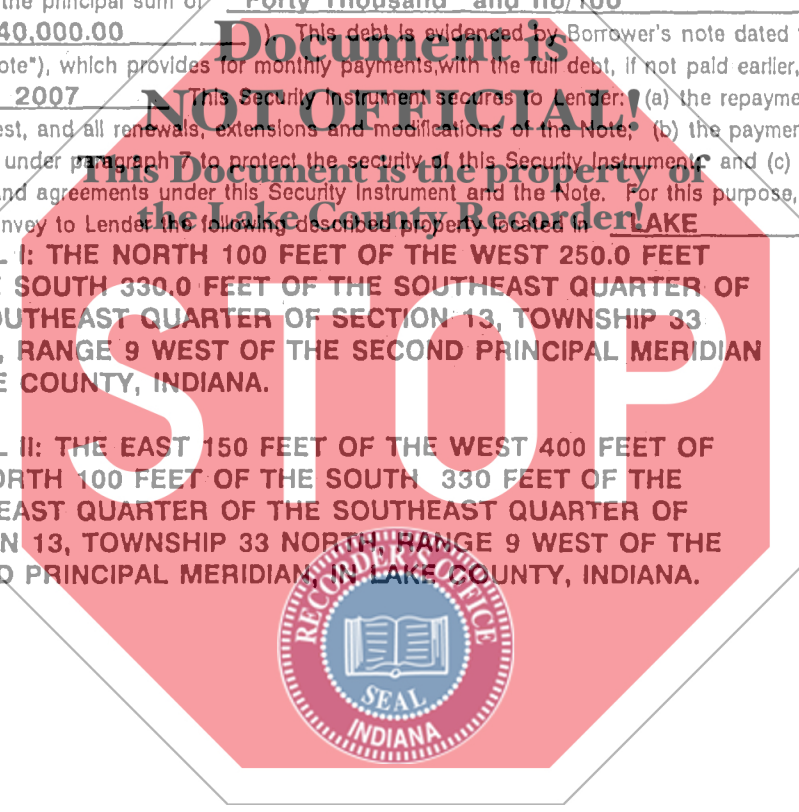 the principal sum of Forty Thousand and no/100
40,000.00 ). This debt is evidenced by Borrower's note dated
ote"), which provides for monthly payments, with the full debt, if not paid earlier,
2007 This Security Instrument secures to Lender: (a) the repayme
est, and all renewals, extensions and modifications of the Note; (b) the paymen
under paragraph 7 to protect the security of this Security Instrument; and (c)
nd agreements under this Security Instrument and the Note. For this purpose,
nvey to Lender the following described property located in LAKE
Document is
NOT OFFICIAL!
This Document is the property of
the Lake County Recorder!
L I: THE NORTH 100 FEET OF THE WEST 250.0 FEET
E SOUTH 330.0 FEET OF THE SOUTHEAST QUARTER OF
OUTHEAST QUARTER OF SECTION 13, TOWNSHIP 33
, RANGE 9 WEST OF THE SECOND PRINCIPAL MERIDIAN
E COUNTY, INDIANA.
STOP
L II: THE EAST 150 FEET OF THE WEST 400 FEET OF
ORTH 100 FEET OF THE SOUTH 330 FEET OF THE
EAST QUARTER OF THE SOUTHEAST QUARTER OF
N 13, TOWNSHIP 33 NORTH, RANGE 9 WEST OF THE
D PRINCIPAL MERIDIAN, IN LAKE COUNTY, INDIANA.
RECORDER'S OFFICE
SEAL
INDIANA